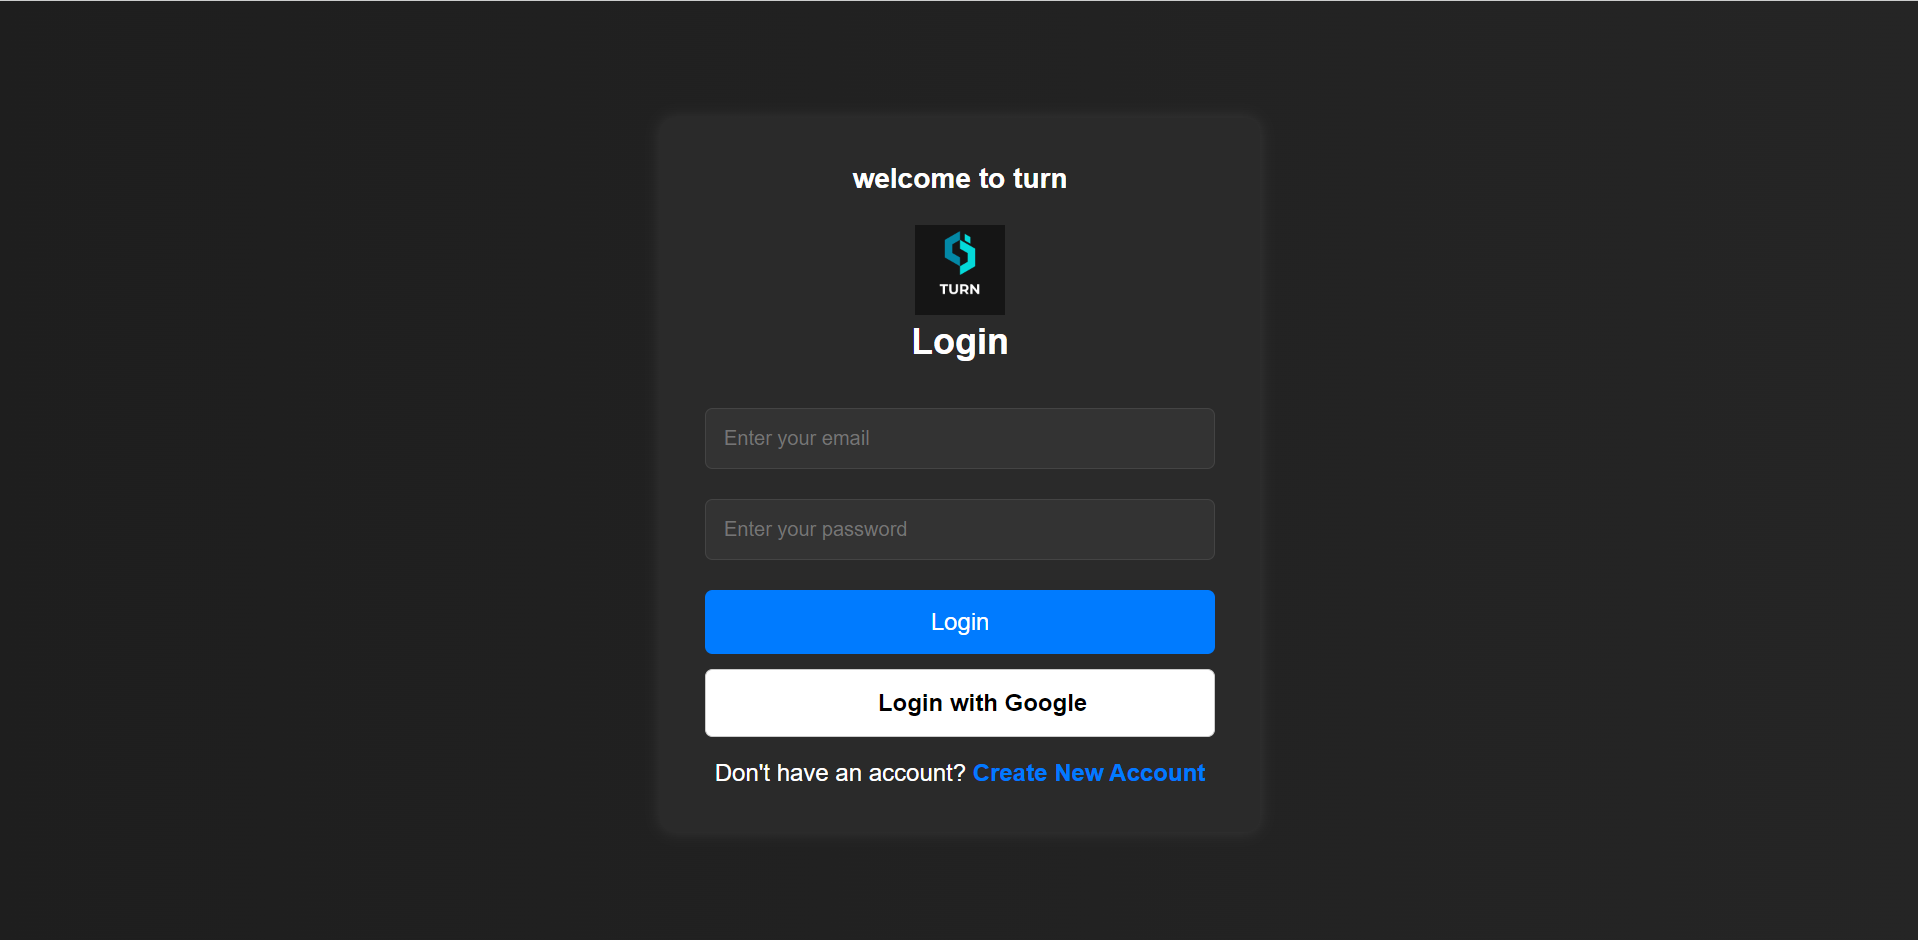 welcome to turn
TURN
Login
Enter your email
Enter your password
Login
Login with Google
Don't have an account? Create New Account